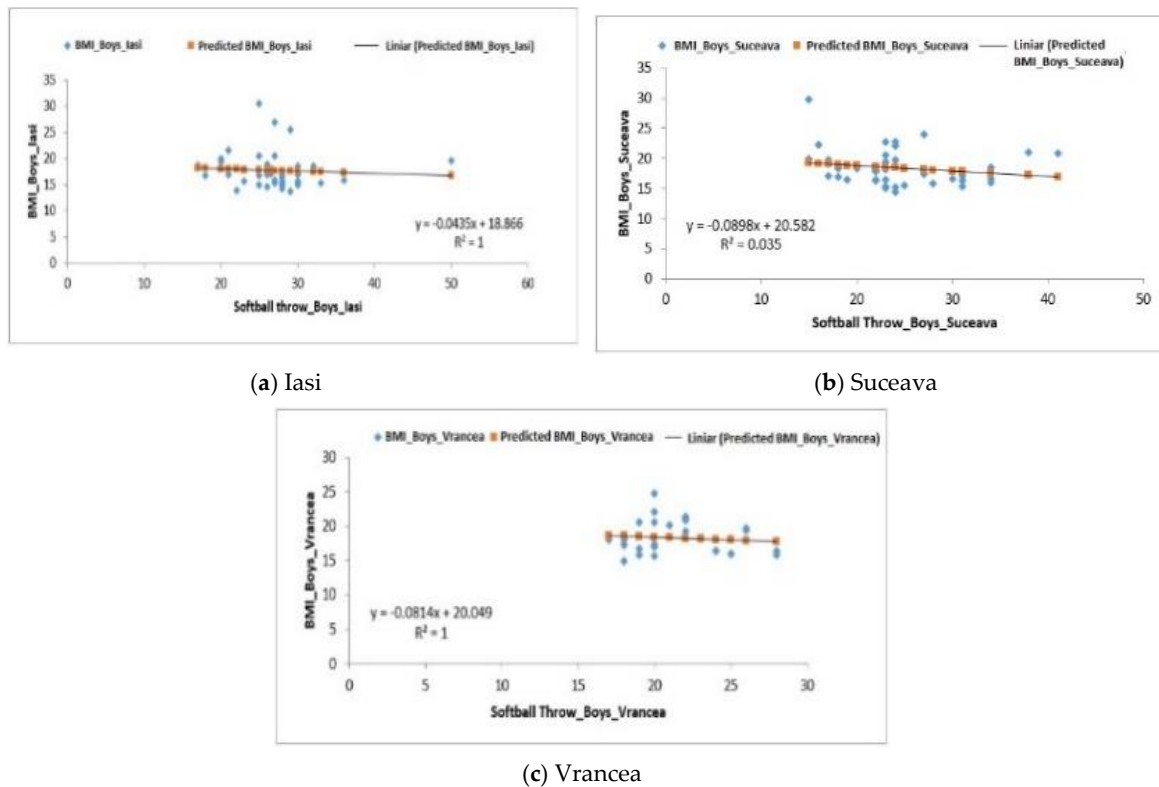 BMI_Boys_Iasi Predicted BMI_Boys_Iasi Liniar (Predicted BMI_Boys_Iasi)
35
30
25
20
15
10
5
0
BMI_Boys_Iasi
y = -0.0435x + 18.866
R² = 1
0 10 20 30 40 50 60
Softball throw_Boys_Iasi
(a) Iasi
BMI_Boys_Suceava Predicted BMI_Boys_Suceava Liniar (Predicted
BMI_Boys_Suceava)
35
30
25
20
15
10
5
0
BMI_Boys_Suceava
y = -0.0898x + 20.582
R² = 0.035
0 10 20 30 40 50
Softball Throw_Boys_Suceava
(b) Suceava
BMI_Boys_Vrancea Predicted BMI_Boys_Vrancea Liniar (Predicted BMI_Boys_Vrancea)
30
25
20
15
10
5
0
BMI_Boys_Vrancea
y = -0.0814x + 20.049
R² = 1
0 5 10 15 20 25 30
Softball Throw_Boys_Vrancea
(c) Vrancea